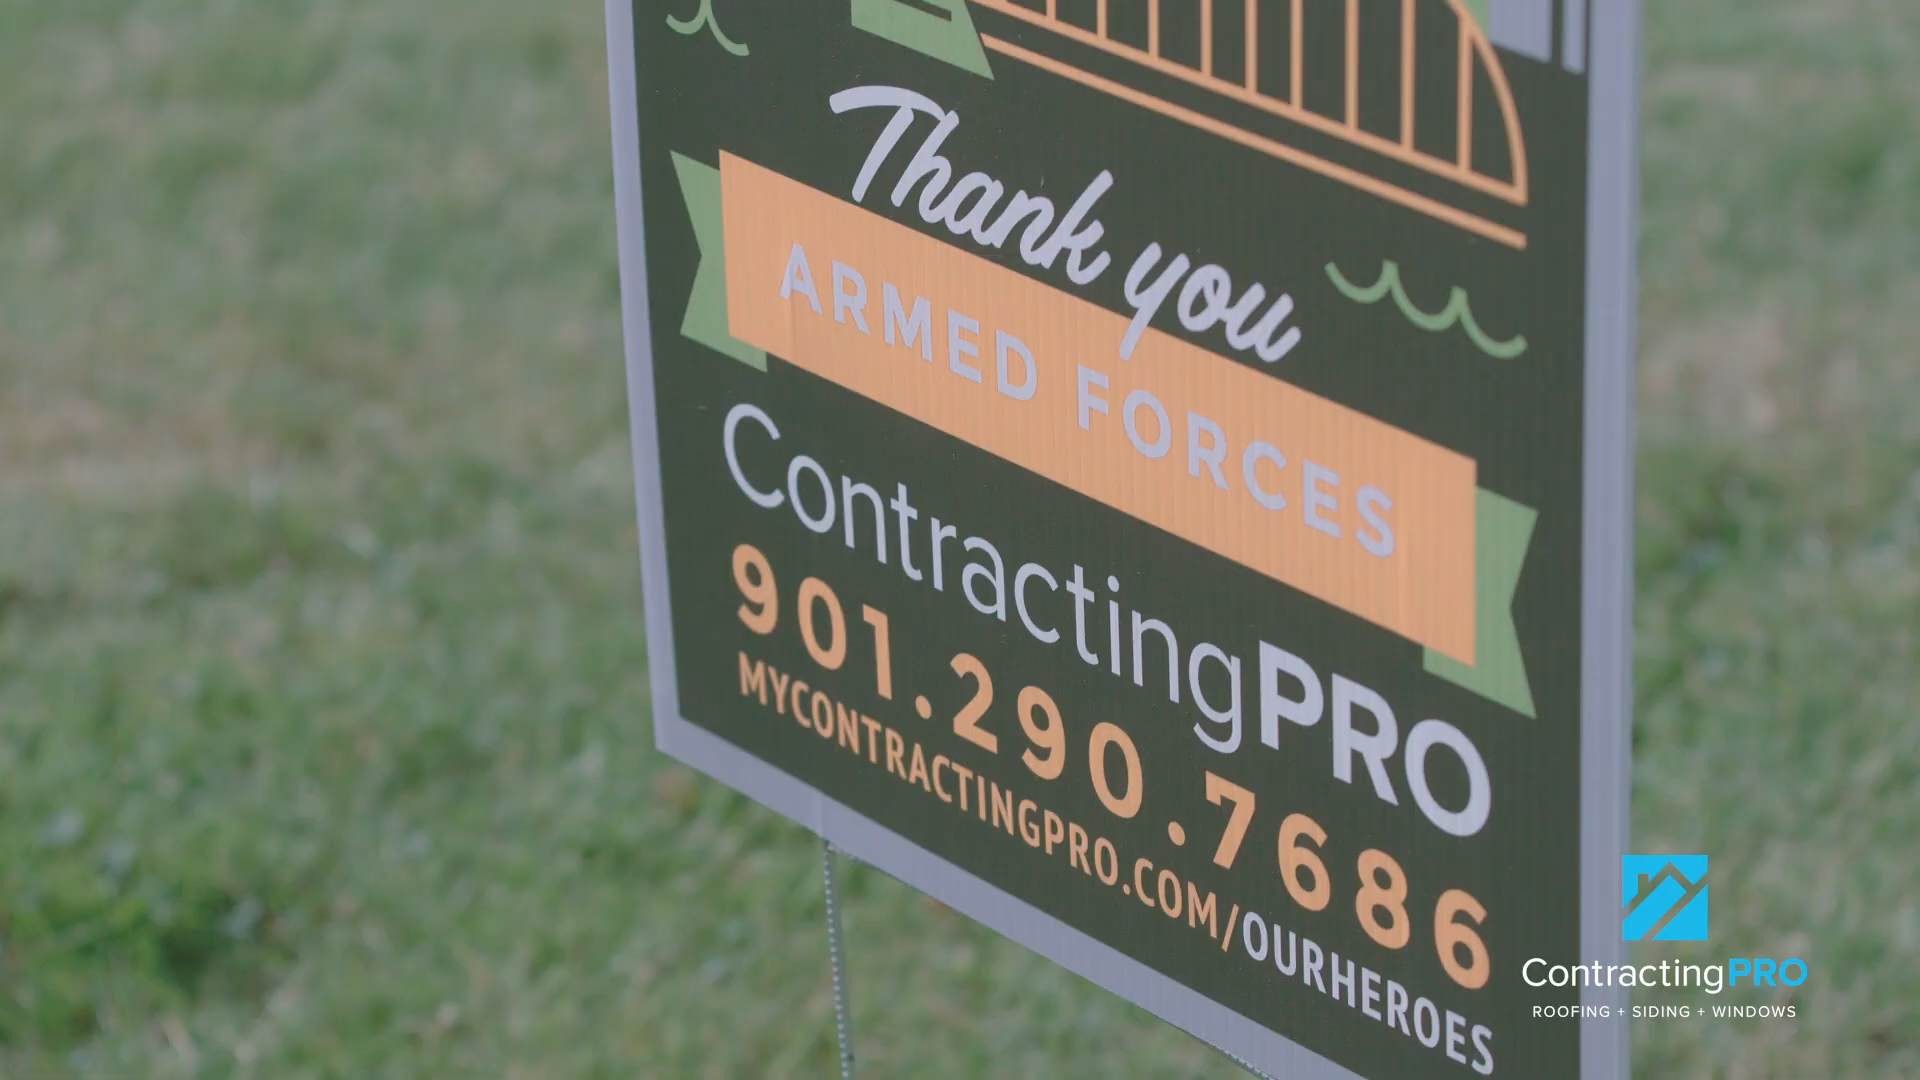 Thank you
ARMED FORCES
ContractingPRO
901.290.7686
MYCONTRACTINGPRO.COM/OURHEROES
ContractingPRO
ROOFING + SIDING + WINDOWS